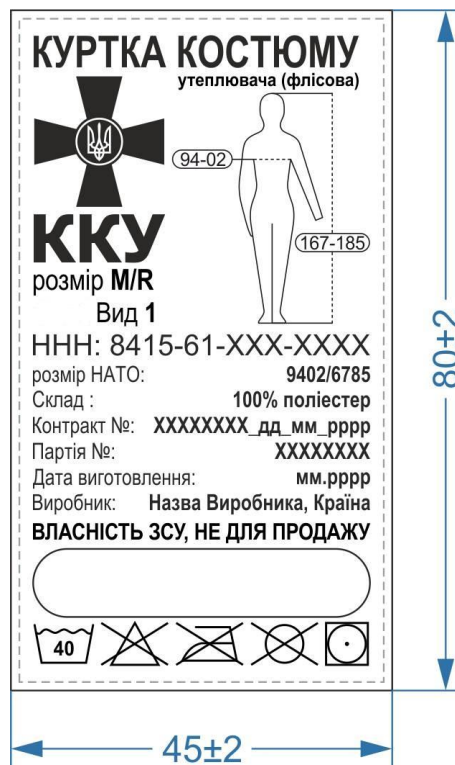 КУРТКА КОСТЮМУ
утеплювача (флісова)
94-02
ККУ
167-185
розмір M/R
Вид 1
ННН: 8415-61-XXX-XXXX
розмір НАТО: 9402/6785
Склад : 100% поліестер
Контракт №: XXXXXXXX_дд_мм_рррр
Партія №: XXXXXXXX
Дата виготовлення: мм.рррр
Виробник: Назва Виробника, Країна
ВЛАСНІСТЬ ЗСУ, НЕ ДЛЯ ПРОДАЖУ
40
80±2
45±2